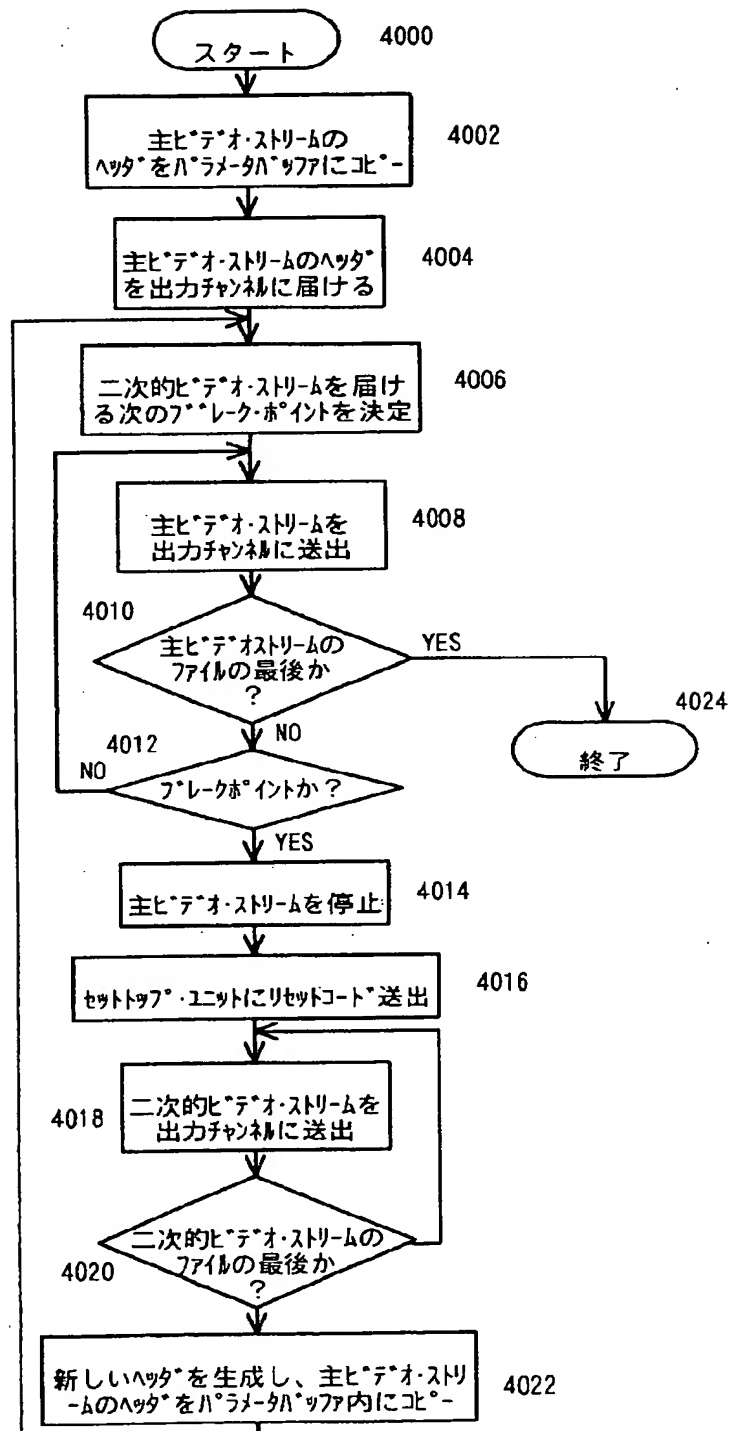 スタート
4000
主ビデオ・ストリームの
ヘッダをパラメータバッファにコピー
4002
主ビデオ・ストリームのヘッダ
を出力チャンネルに届ける
4004
二次的ビデオ・ストリームを届け
る次のブレーク・ポイントを決定
4006
主ビデオ・ストリームを
出力チャンネルに送出
4008
4010
主ビデオストリームの
ファイルの最後か
?
YES
4024
終了
NO
4012
NO
ブレークポイントか?
YES
主ビデオ・ストリームを停止
4014
セットトップ・ユニットにリセットコード送出
4016
二次的ビデオ・ストリームを
出力チャンネルに送出
4018
二次的ビデオ・ストリームの
ファイルの最後か
?
4020
新しいヘッダを生成し、主ビデオ・ストリ
ームのヘッダをパラメータバッファ内にコピー
4022